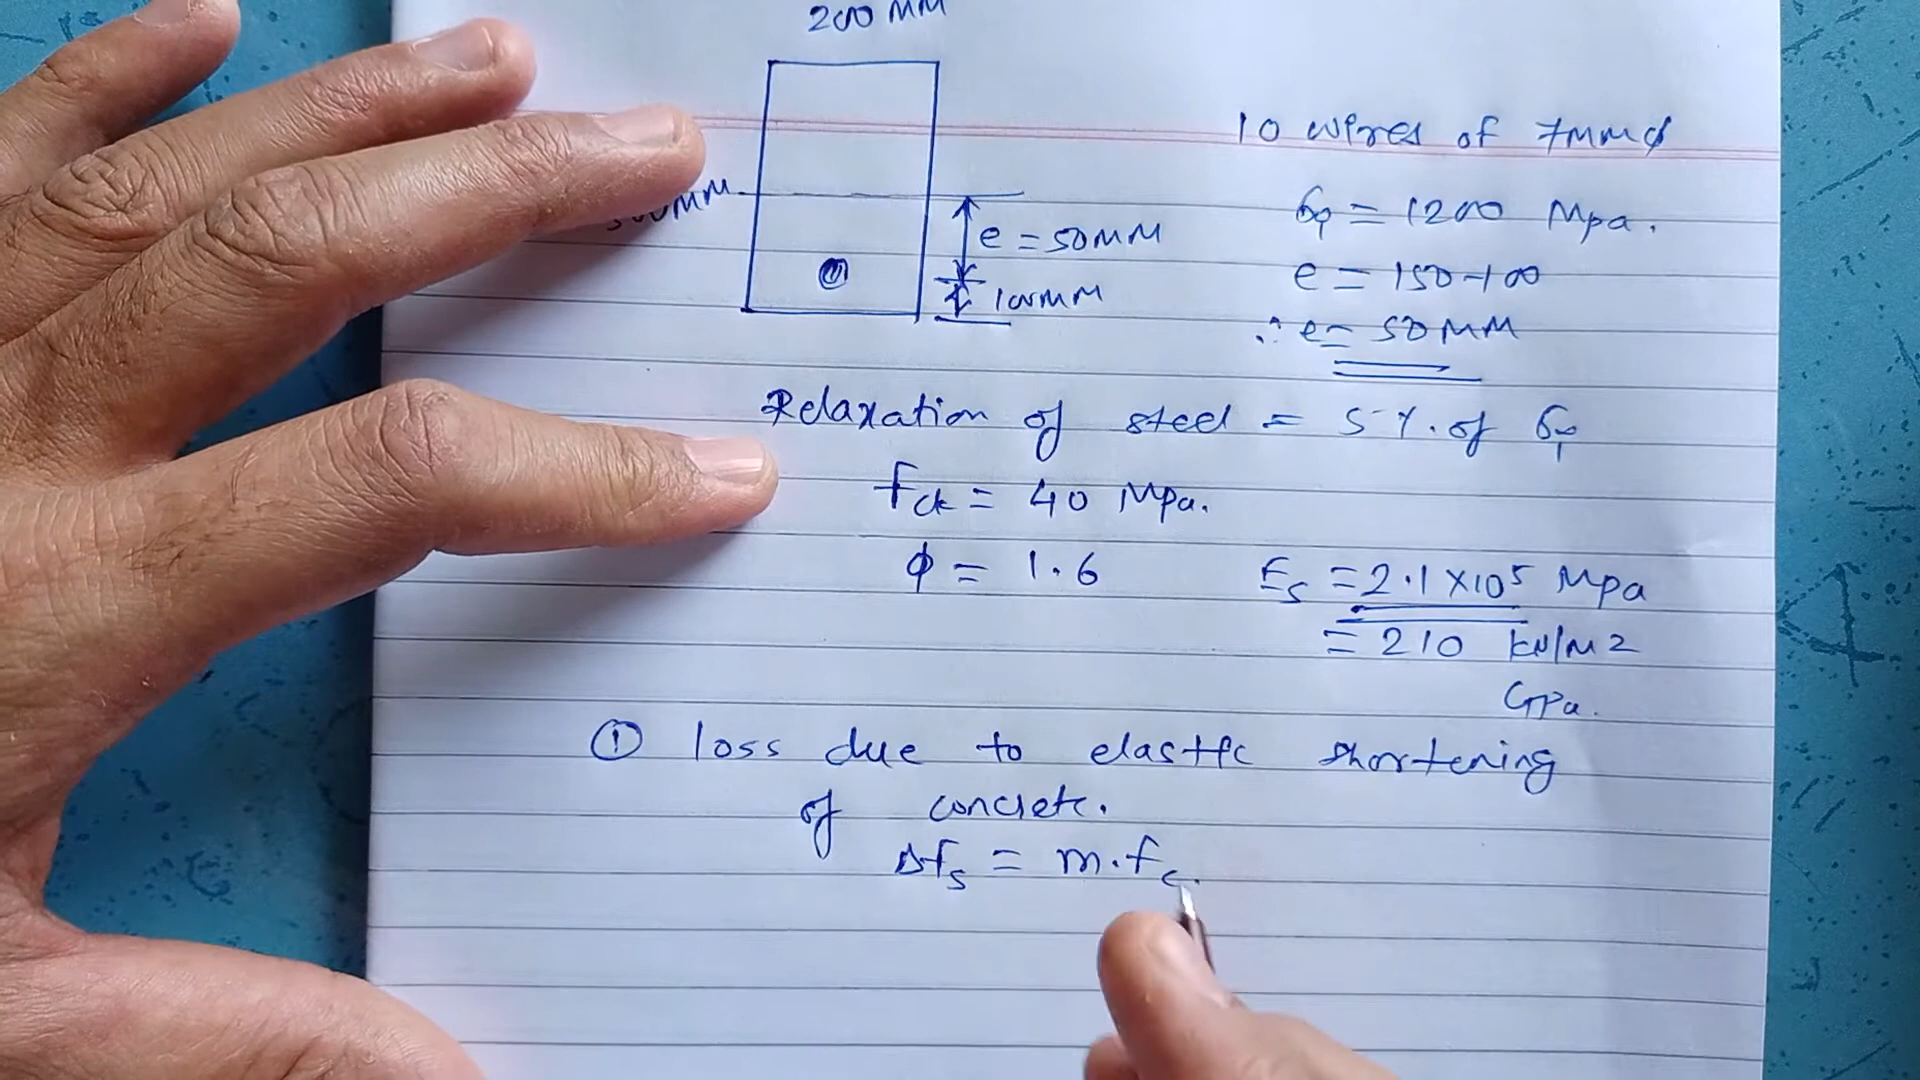 200 MM
10 wires of 7mmφ
σp = 1200 Mpa.
e = 50MM
e = 150-100
100MM
∴ e = 50MM
Relaxation of steel = 5%. of σp
fck = 40 Mpa.
φ = 1.6
Es = 2.1 X10⁵ Mpa
= 210 kN/M2
GPa.
① loss due to elastic shortening
of concrete.
Δfs = m.fc